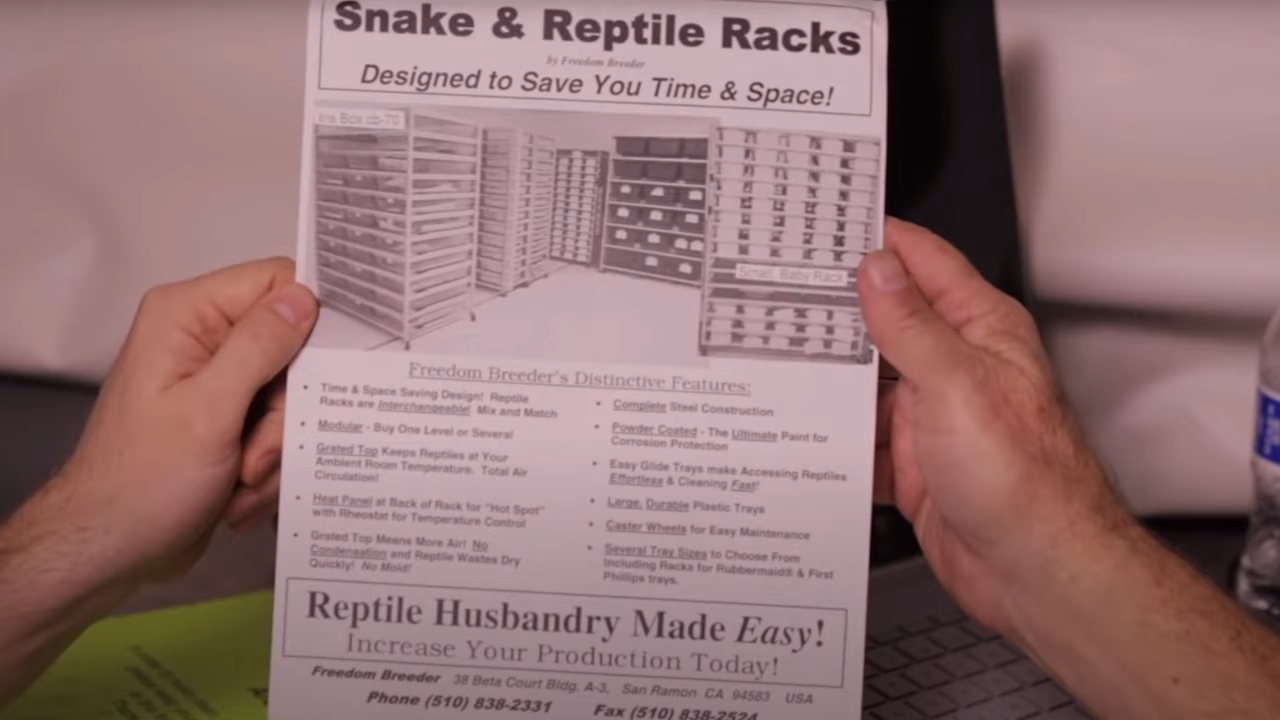 Snake & Reptile Racks
by Freedom Breeder
Designed to Save You Time & Space!
Iris Box cb-70
Small, Baby Rack
Freedom Breeder's Distinctive Features:
• Time & Space Saving Design! Reptile
Racks are Interchangeable! Mix and Match
• Modular - Buy One Level or Several
• Grated Top Keeps Reptiles at Your
Ambient Room Temperature. Total Air
Circulation!
• Heat Panel at Back of Rack for "Hot Spot"
with Rheostat for Temperature Control
• Grated Top Means More Air! No
Condensation and Reptile Wastes Dry
Quickly! No Mold!
• Complete Steel Construction
• Powder Coated - The Ultimate Paint for
Corrosion Protection
• Easy Glide Trays make Accessing Reptiles
Effortless & Cleaning Fast!
• Large, Durable Plastic Trays
• Caster Wheels for Easy Maintenance
• Several Tray Sizes to Choose From
Including Racks for Rubbermaid® & First
Phillips trays.
Reptile Husbandry Made Easy!
Increase Your Production Today!
Freedom Breeder 38 Beta Court Bldg. A-3, San Ramon CA 94583 USA
Phone (510) 838-2331 Fax (510) 838-2524